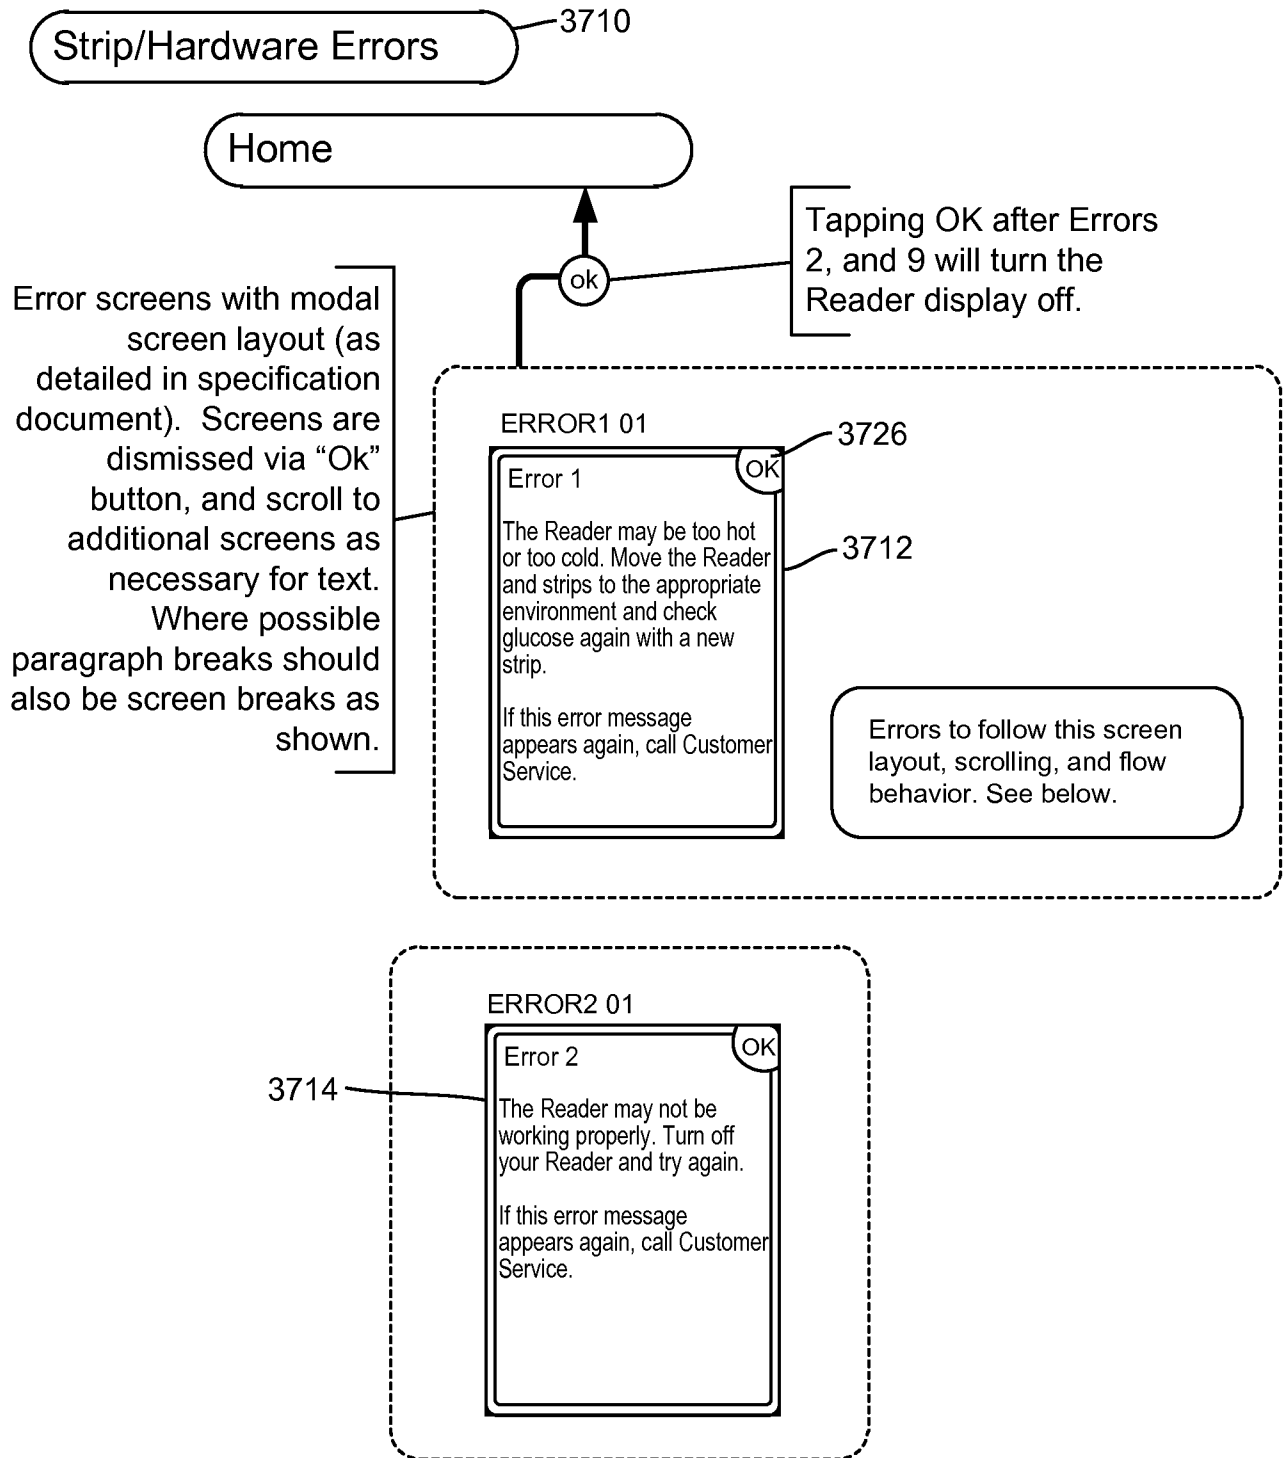 Strip/Hardware Errors
3710
Home
ok
Tapping OK after Errors
2, and 9 will turn the
Reader display off.
Error screens with modal
screen layout (as
detailed in specification
document).  Screens are
dismissed via “Ok”
button, and scroll to
additional screens as
necessary for text.
Where possible
paragraph breaks should
also be screen breaks as
shown.
ERROR1 01
3726
OK
Error 1
3712
The Reader may be too hot
or too cold. Move the Reader
and strips to the appropriate
environment and check
glucose again with a new
strip.
If this error message
appears again, call Customer
Service.
Errors to follow this screen
layout, scrolling, and flow
behavior. See below.
ERROR2 01
OK
Error 2
3714
The Reader may not be
working properly. Turn off
your Reader and try again.
If this error message
appears again, call Customer
Service.